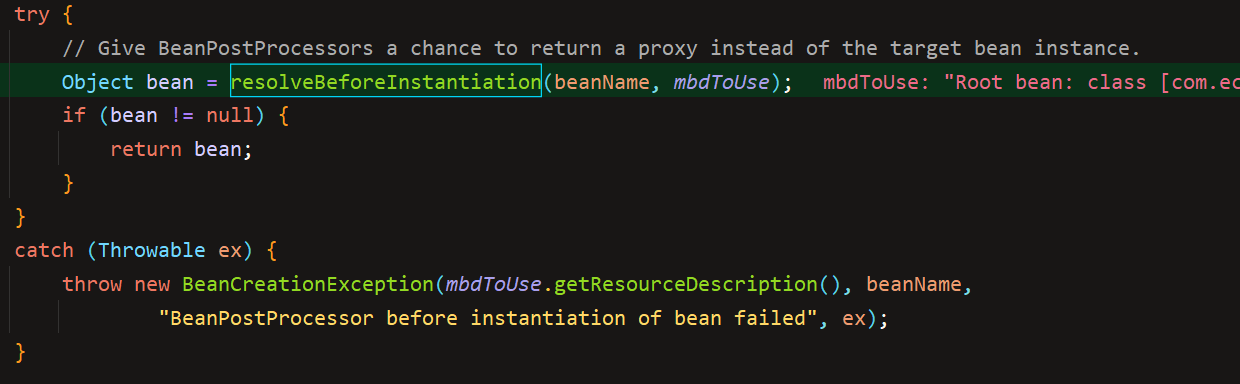 try {
// Give BeanPostProcessors a chance to return a proxy instead of the target bean instance.
Object bean = resolveBeforeInstantiation(beanName, mbdToUse); mbdToUse: "Root bean: class [com.ec
if (bean != null) {
return bean;
}
}
catch (Throwable ex) {
throw new BeanCreationException(mbdToUse.getResourceDescription(), beanName,
"BeanPostProcessor before instantiation of bean failed", ex);
}